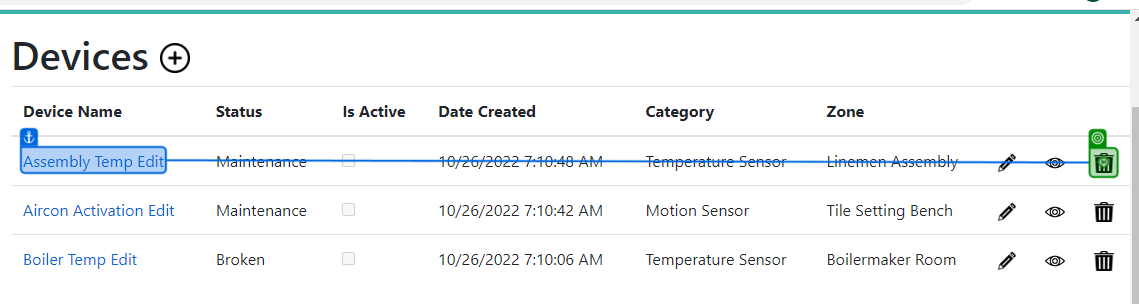 Devices
Device Name Status Is Active Date Created Category Zone
Assembly Temp Edit Maintenance 10/26/2022 7:10:48 AM Temperature Sensor Linemen Assembly
Aircon Activation Edit Maintenance 10/26/2022 7:10:42 AM Motion Sensor Tile Setting Bench
Boiler Temp Edit Broken 10/26/2022 7:10:06 AM Temperature Sensor Boilermaker Room